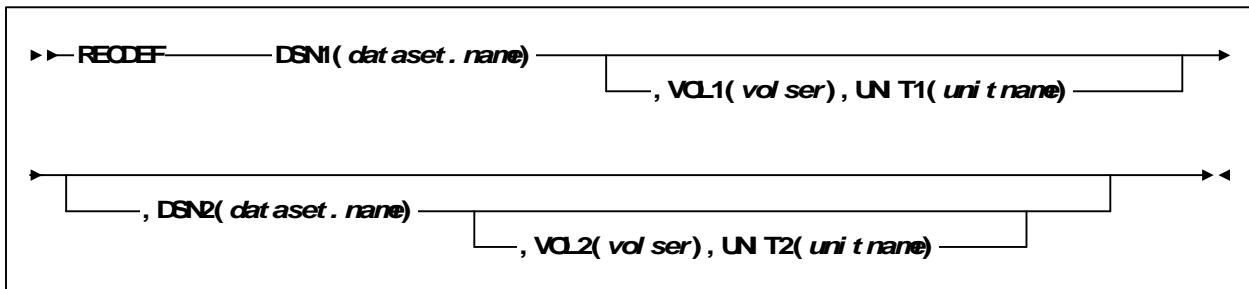 RECDEF DSN1(dataset.name)
, VOL1(volser), UNIT1(unitname)
, DSN2(dataset.name)
, VOL2(volser), UNIT2(unitname)